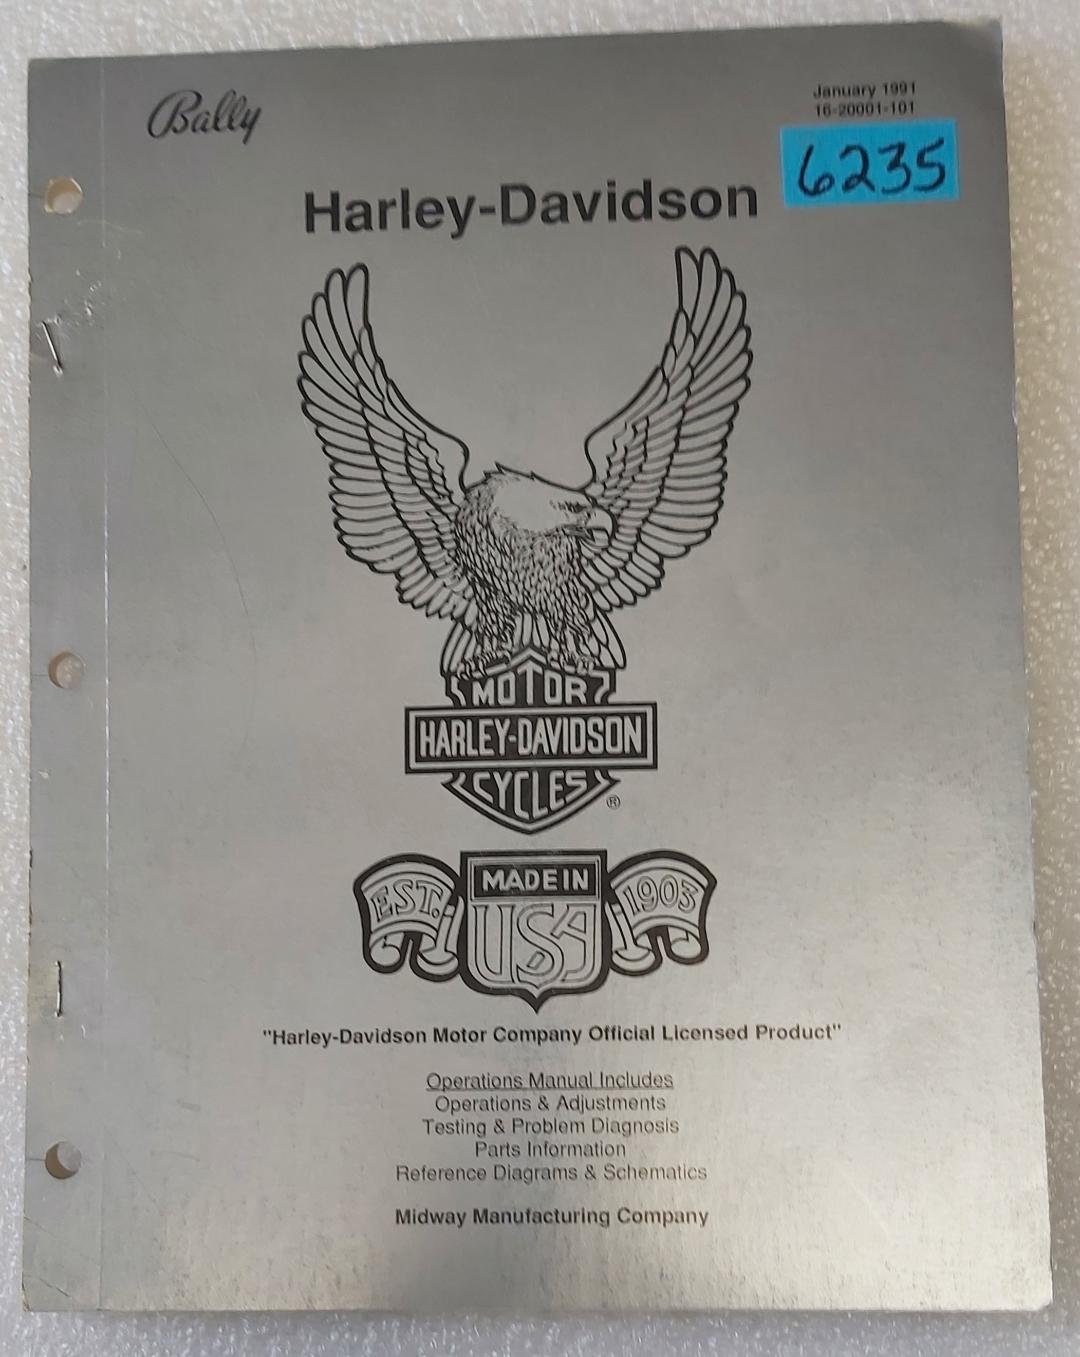 Bally
January 1991
16-20001-101
6235
Harley-Davidson
MOTOR
HARLEY-DAVIDSON
CYCLES
®
EST. MADE IN 1903
USA
"Harley-Davidson Motor Company Official Licensed Product"
Operations Manual Includes
Operations & Adjustments
Testing & Problem Diagnosis
Parts Information
Reference Diagrams & Schematics
Midway Manufacturing Company